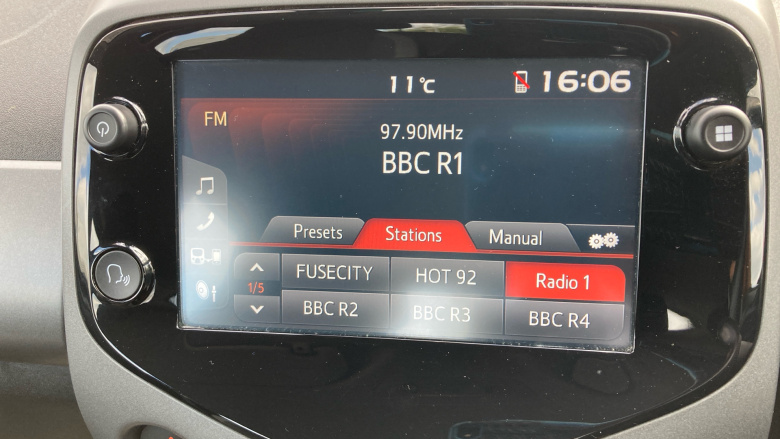 11°C 16:06
FM
97.90MHz
BBC R1
Presets Stations Manual
FUSECITY HOT 92 Radio 1
1/5
BBC R2 BBC R3 BBC R4